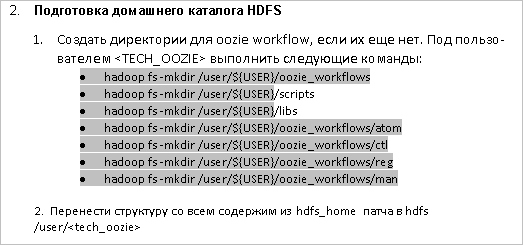 2. Подготовка домашнего каталога HDFS
1. Создать директории для oozie workflow, если их еще нет. Под пользо-
вателем <TECH_OOZIE> выполнить следующие команды:
• hadoop fs-mkdir /user/${USER}/oozie_workflows
• hadoop fs-mkdir /user/${USER}/scripts
• hadoop fs-mkdir /user/${USER}/libs
• hadoop fs-mkdir /user/${USER}/oozie_workflows/atom
• hadoop fs-mkdir /user/${USER}/oozie_workflows/ctl
• hadoop fs-mkdir /user/${USER}/oozie_workflows/reg
• hadoop fs-mkdir /user/${USER}/oozie_workflows/man
2. Перенести структуру со всем содержим из hdfs_home патча в hdfs
/user/<tech_oozie>